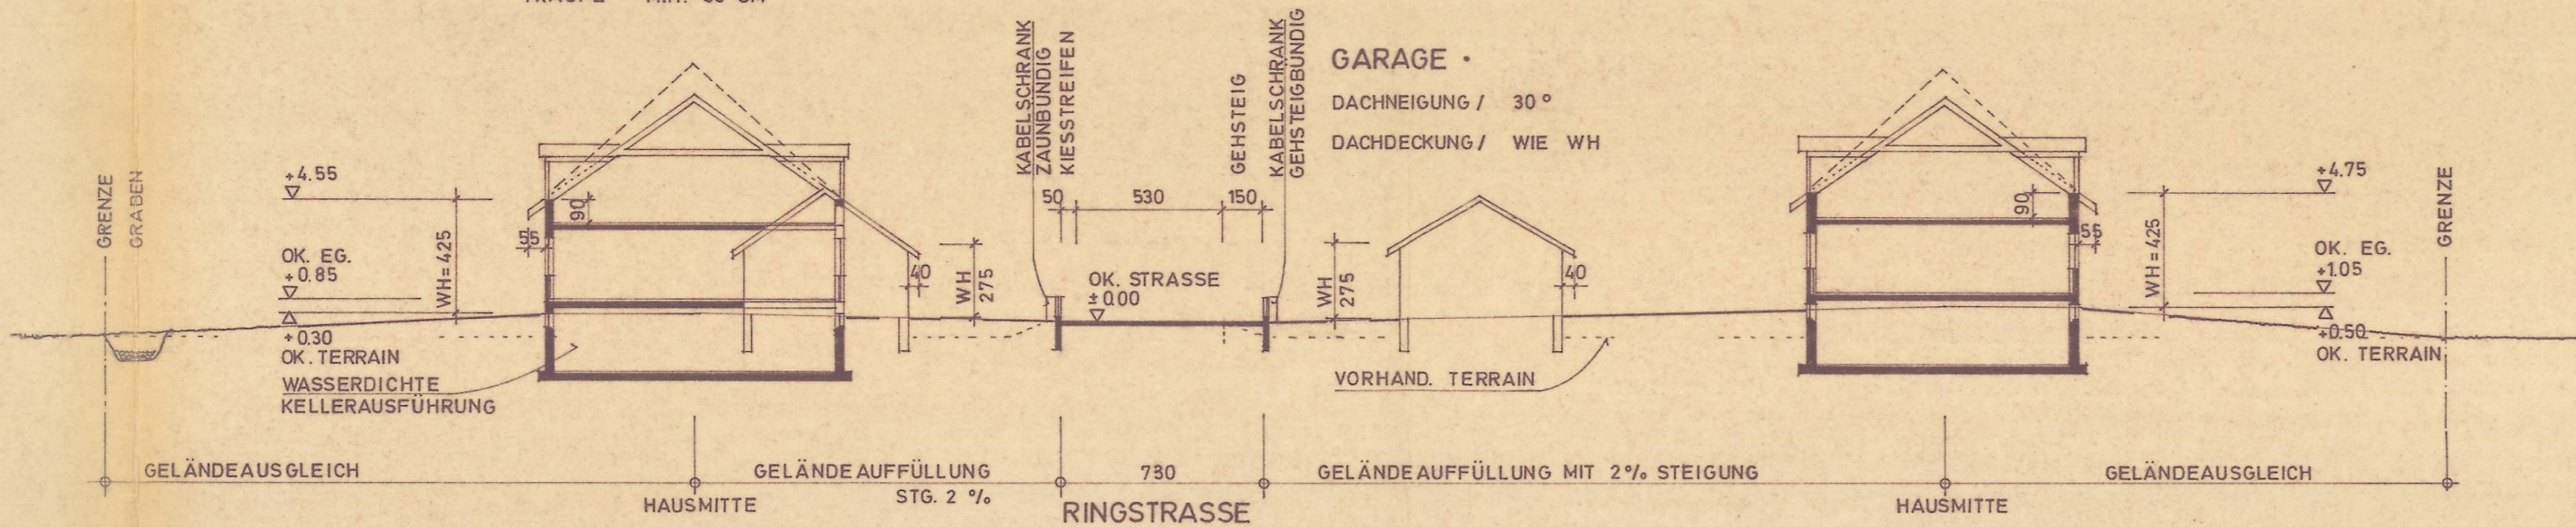 MIN. 
KABELSCHRANK
ZAUNBÜNDIG
KIESSTREIFEN
GEHSTEIG
KABELSCHRANK
GEHSTEIGBÜNDIG
GARAGE •
DACHNEIGUNG / 30°
DACHDECKUNG / WIE WH
GRENZE
GRABEN
+4.55
WH=425
OK. EG.
+0.85
+0.30
OK. TERRAIN
WASSERDICHTE
KELLERAUSFÜHRUNG
55
90
40
WH
275
50 530 150
OK. STRASSE
±0.00
WH
275
40
VORHAND. TERRAIN
90
55
WH=425
+4.75
OK. EG.
+1.05
+0.50
OK. TERRAIN
GRENZE
GELÄNDEAUSGLEICH
HAUSMITTE
GELÄNDEAUFFÜLLUNG
STG. 2 %
730
RINGSTRASSE
GELÄNDEAUFFÜLLUNG MIT 2% STEIGUNG
HAUSMITTE
GELÄNDEAUSGLEICH